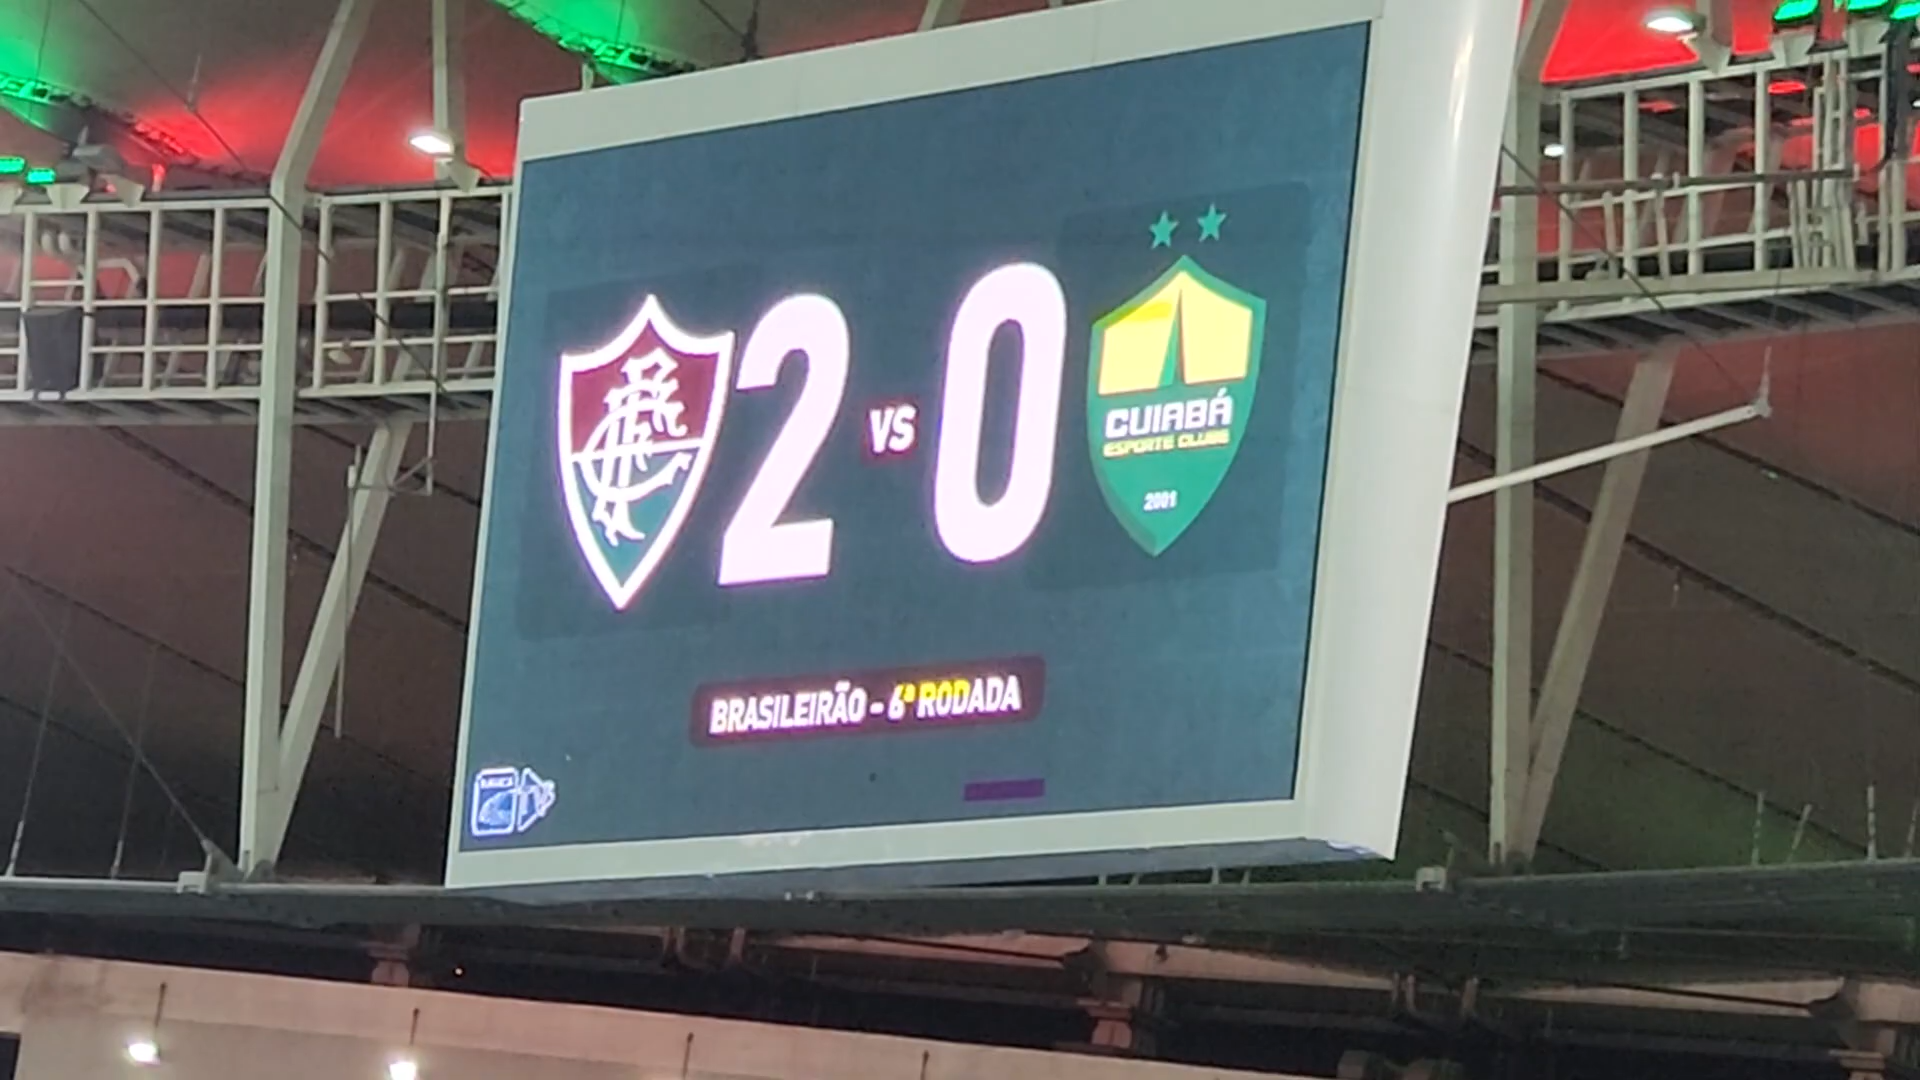 2 VS 0
CUIABÁ
ESPORTE CLUBE
2001
BRASILEIRÃO - 6ª RODADA